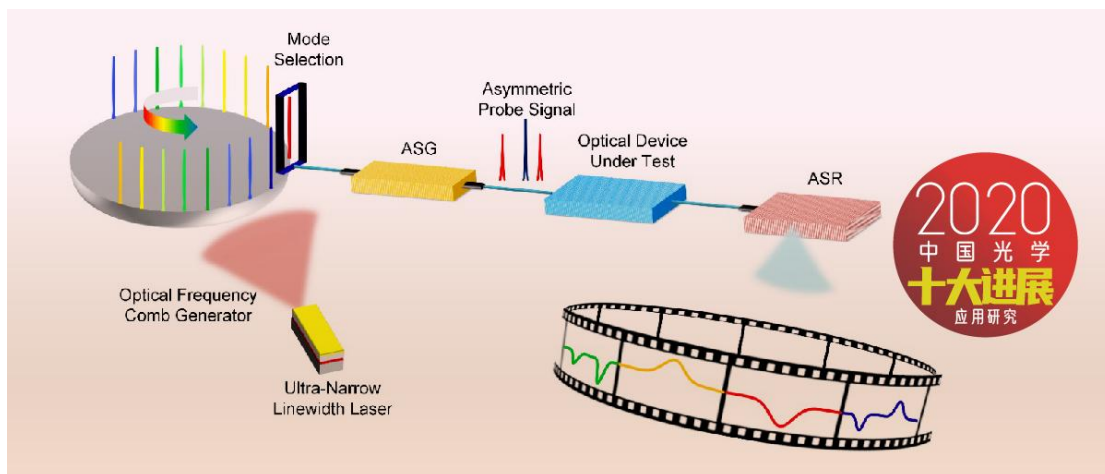 Mode
Selection
ASG
Asymmetric
Probe Signal
Optical Device
Under Test
ASR
2020
中国光学
十大进展
应用研究
Optical Frequency
Comb Generator
Ultra-Narrow
Linewidth Laser